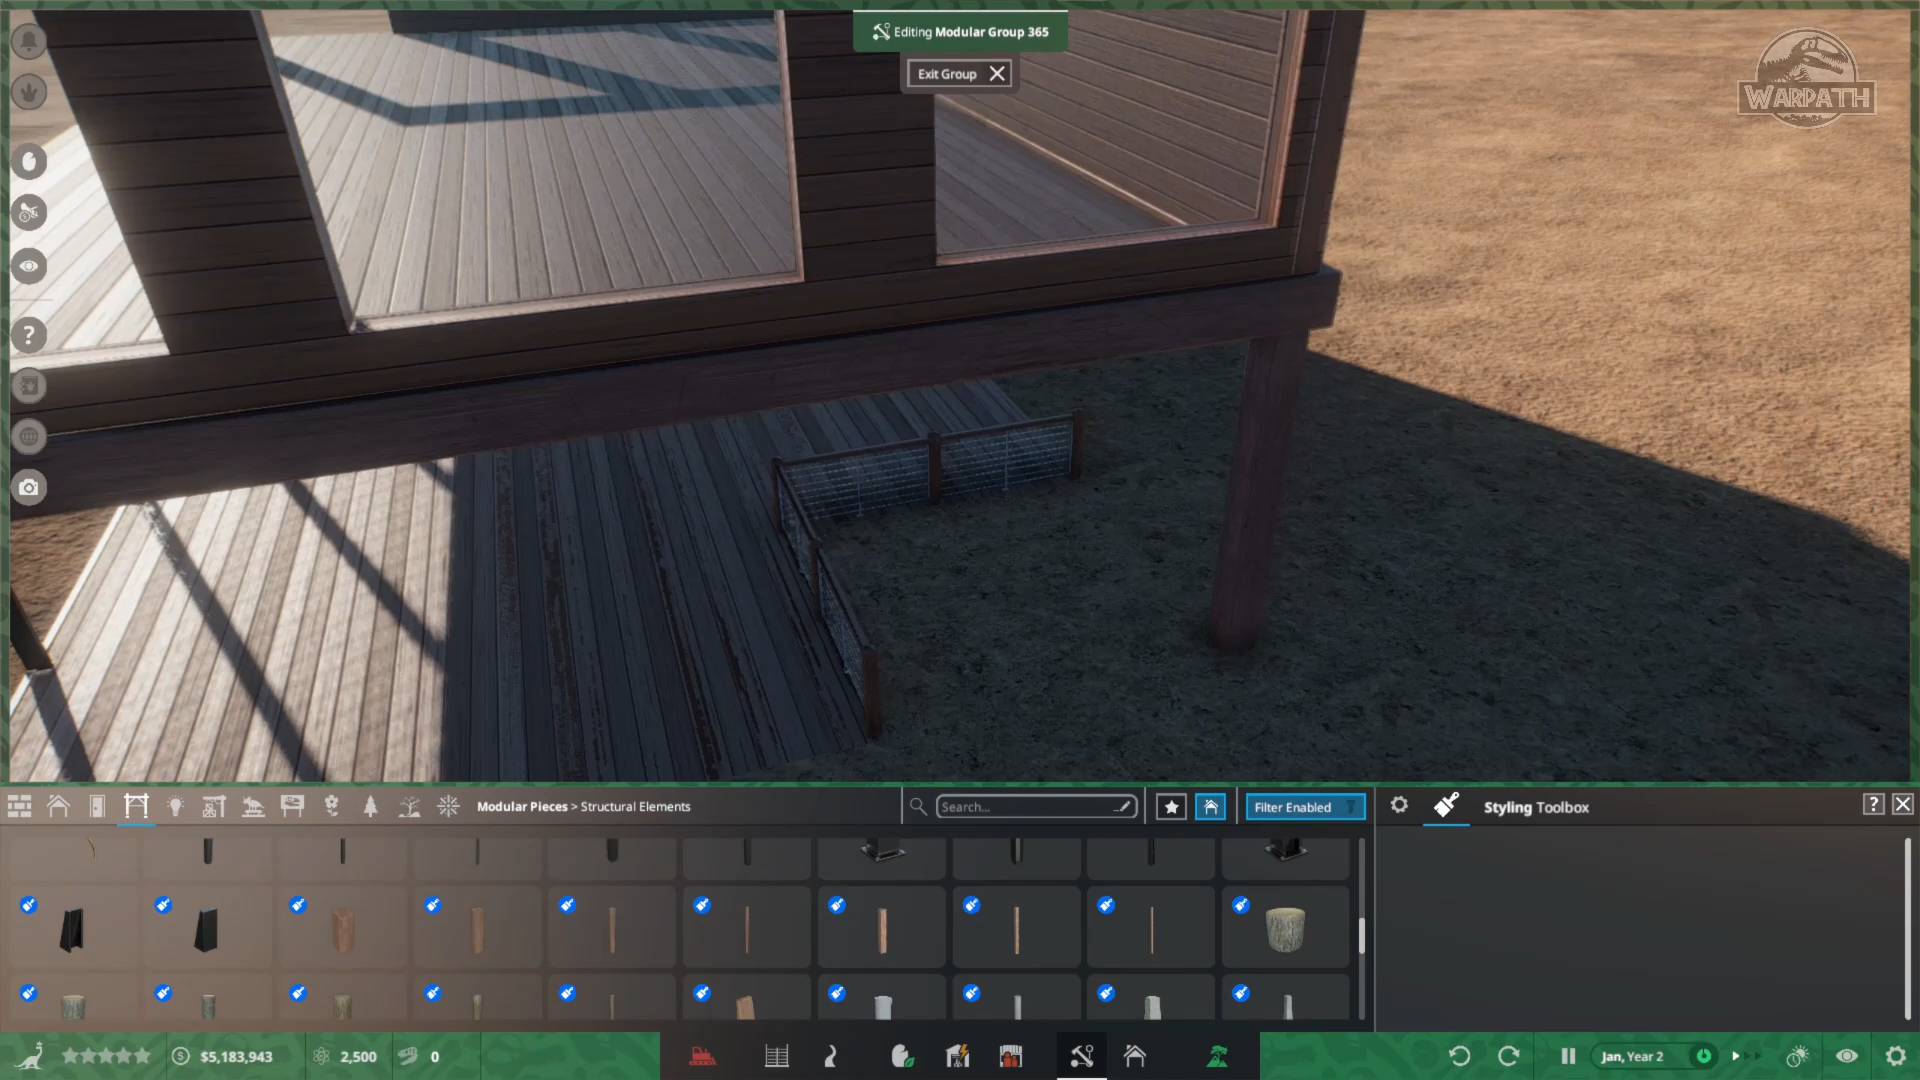 Editing Modular Group 365
Exit Group
WARPATH
?
Modular Pieces > Structural Elements
Search...
Filter Enabled
Styling Toolbox
?
$5,183,943
2,500
0
Jan, Year 2